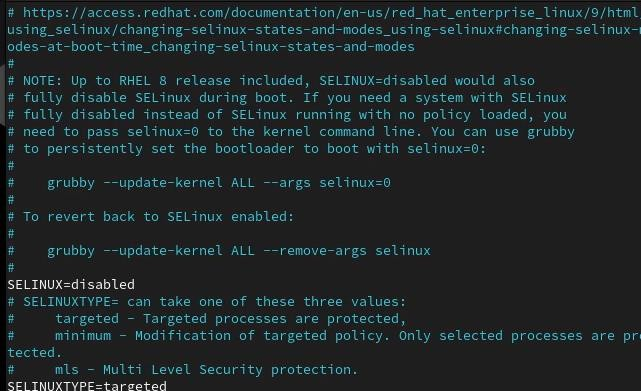 # https://access.redhat.com/documentation/en-us/red_hat_enterprise_linux/9/html
using_selinux/changing-selinux-states-and-modes_using-selinux#changing-selinux-
odes-at-boot-time_changing-selinux-states-and-modes
#
# NOTE: Up to RHEL 8 release included, SELINUX=disabled would also
# fully disable SELinux during boot. If you need a system with SELinux
# fully disabled instead of SELinux running with no policy loaded, you
# need to pass selinux=0 to the kernel command line. You can use grubby
# to persistently set the bootloader to boot with selinux=0:
#
#    grubby --update-kernel ALL --args selinux=0
#
# To revert back to SELinux enabled:
#
#    grubby --update-kernel ALL --remove-args selinux
#
SELINUX=disabled
# SELINUXTYPE= can take one of these three values:
#     targeted - Targeted processes are protected,
#     minimum - Modification of targeted policy. Only selected processes are pro
tected.
#     mls - Multi Level Security protection.
SELINUXTYPE=targeted